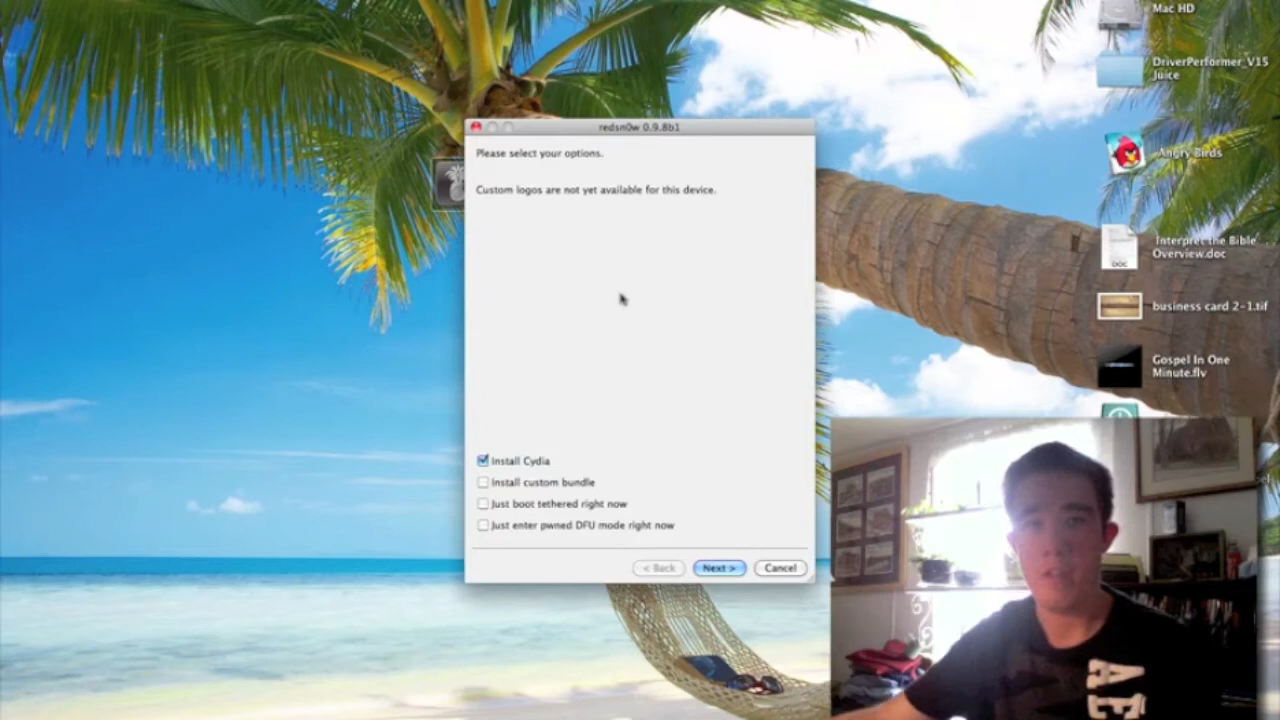 Mac HD
DriverPerformer_V15
Juice
redsn0w 0.9.8b1
Please select your options.
Angry Birds
Custom logos are not yet available for this device.
Interpret the Bible
Overview.doc
DOC
business card 2-1.tif
Gospel In One
Minute.flv
Install Cydia
Install custom bundle
Just boot tethered right now
Just enter pwned DFU mode right now
< Back
Next >
Cancel
AE